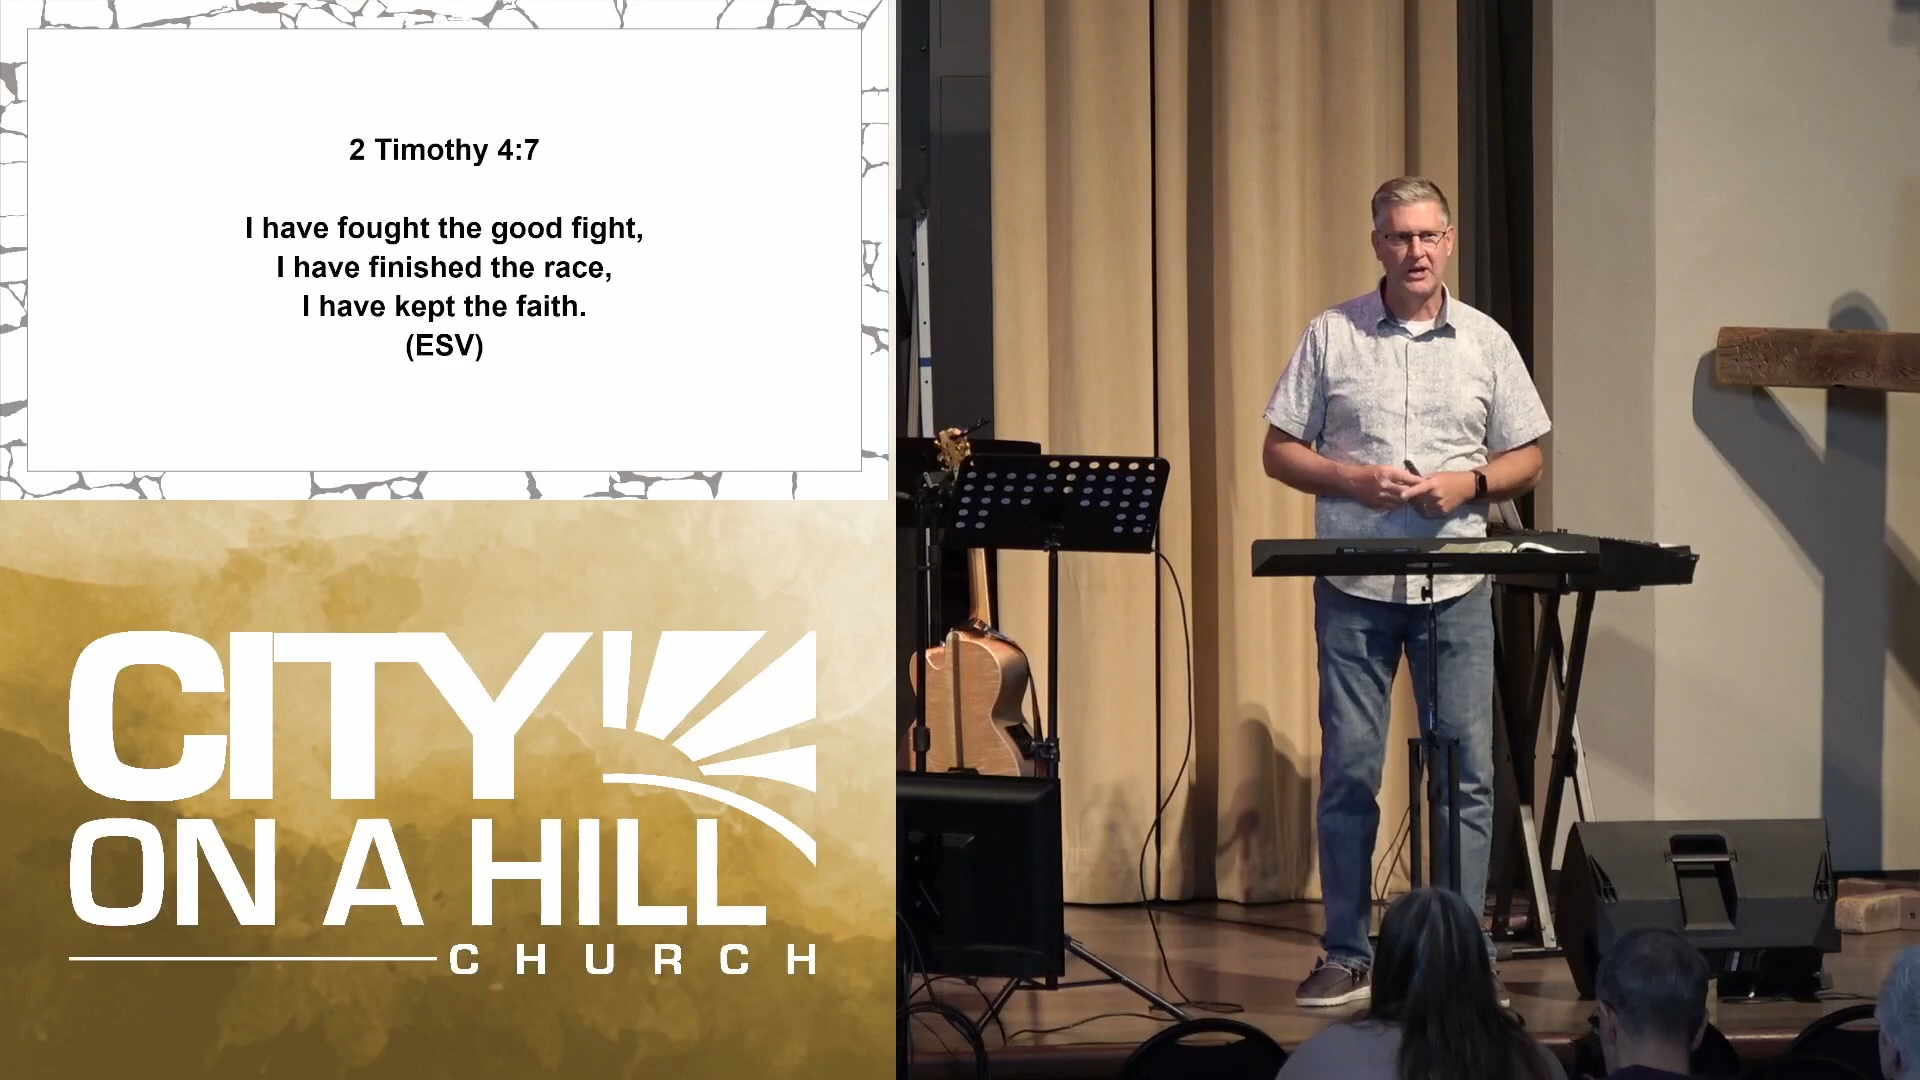 2 Timothy 4:7
I have fought the good fight,
I have finished the race,
I have kept the faith.
(ESV)
CITY
ON A HILL
CHURCH